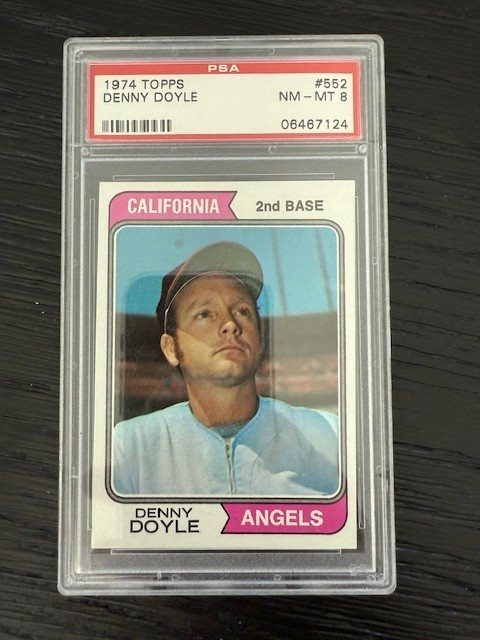 PSA
1974 TOPPS #552
DENNY DOYLE NM-MT 8
06467124
CALIFORNIA 2nd BASE
DENNY
DOYLE ANGELS